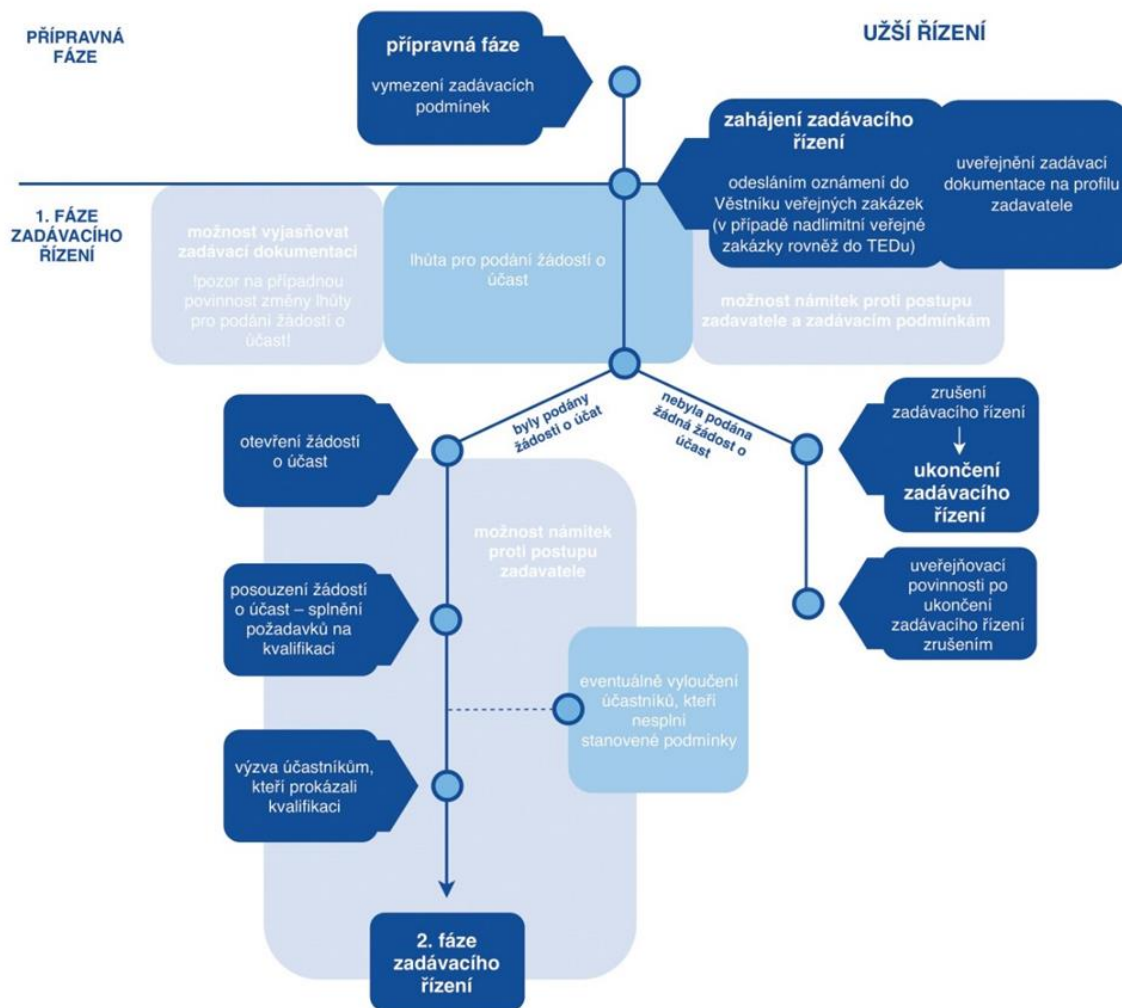 PŘÍPRAVNÁ
FÁZE
UŽŠÍ ŘÍZENÍ
přípravná fáze
vymezení zadávacích
podmínek
zahájení zadávacího
řízení
odesláním oznámení do
Věstníku veřejných zakázek
(v případě nadlimitní veřejné
zakázky rovněž do TEDu)
uveřejnění zadávací
dokumentace na profilu
zadavatele
1. FÁZE
ZADÁVACÍHO
ŘÍZENÍ
možnost vyjasňovat
zadávací dokumentaci
!pozor na případnou
povinnost změny lhůty
pro podání žádostí o
účast!
lhůta pro podání žádostí o
účast
možnost námitek proti postupu
zadavatele a zadávacím podmínkám
byly podány
žádosti o účat
nebyla podána
žádná žádost o
účast
otevření žádostí
o účast
zrušení
zadávacího řízení
ukončení
zadávacího
řízení
možnost námitek
proti postupu
zadavatele
posouzení žádostí
o účast – splnění
požadavků na
kvalifikaci
uveřejňovací
povinnosti po
ukončení
zadávacího řízení
zrušením
eventuálně vyloučení
účastníků, kteří
nesplní
stanovené podmínky
výzva účastníkům,
kteří prokázali
kvalifikaci
2. fáze
zadávacího
řízení